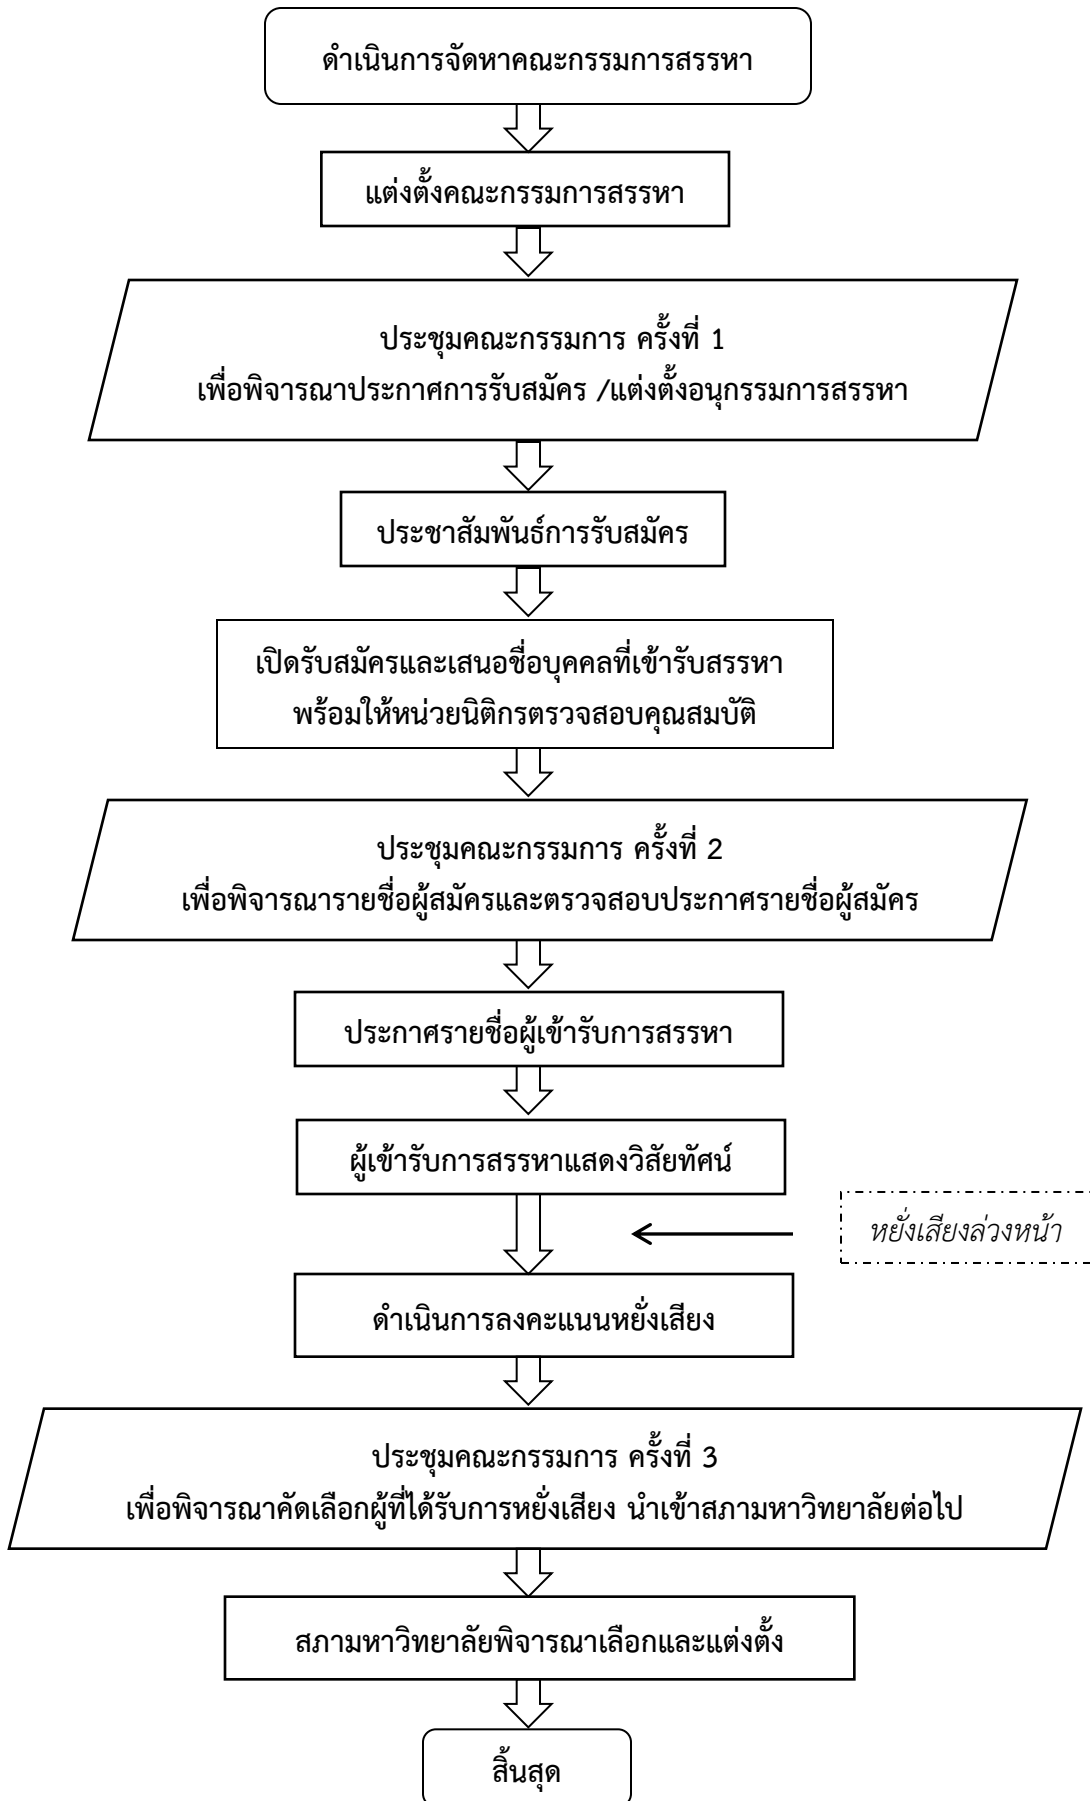 ดำเนินการจัดหาคณะกรรมการสรรหา
แต่งตั้งคณะกรรมการสรรหา
ประชุมคณะกรรมการ ครั้งที่ 1
เพื่อพิจารณาประกาศการรับสมัคร /แต่งตั้งอนุกรรมการสรรหา
ประชาสัมพันธ์การรับสมัคร
เปิดรับสมัครและเสนอชื่อบุคคลที่เข้ารับสรรหา
พร้อมให้หน่วยนิติกรตรวจสอบคุณสมบัติ
ประชุมคณะกรรมการ ครั้งที่ 2
เพื่อพิจารณารายชื่อผู้สมัครและตรวจสอบประกาศรายชื่อผู้สมัคร
ประกาศรายชื่อผู้เข้ารับการสรรหา
ผู้เข้ารับการสรรหาแสดงวิสัยทัศน์
หยั่งเสียงล่วงหน้า
ดำเนินการลงคะแนนหยั่งเสียง
ประชุมคณะกรรมการ ครั้งที่ 3
เพื่อพิจารณาคัดเลือกผู้ที่ได้รับการหยั่งเสียง นำเข้าสภามหาวิทยาลัยต่อไป
สภามหาวิทยาลัยพิจารณาเลือกและแต่งตั้ง
สิ้นสุด